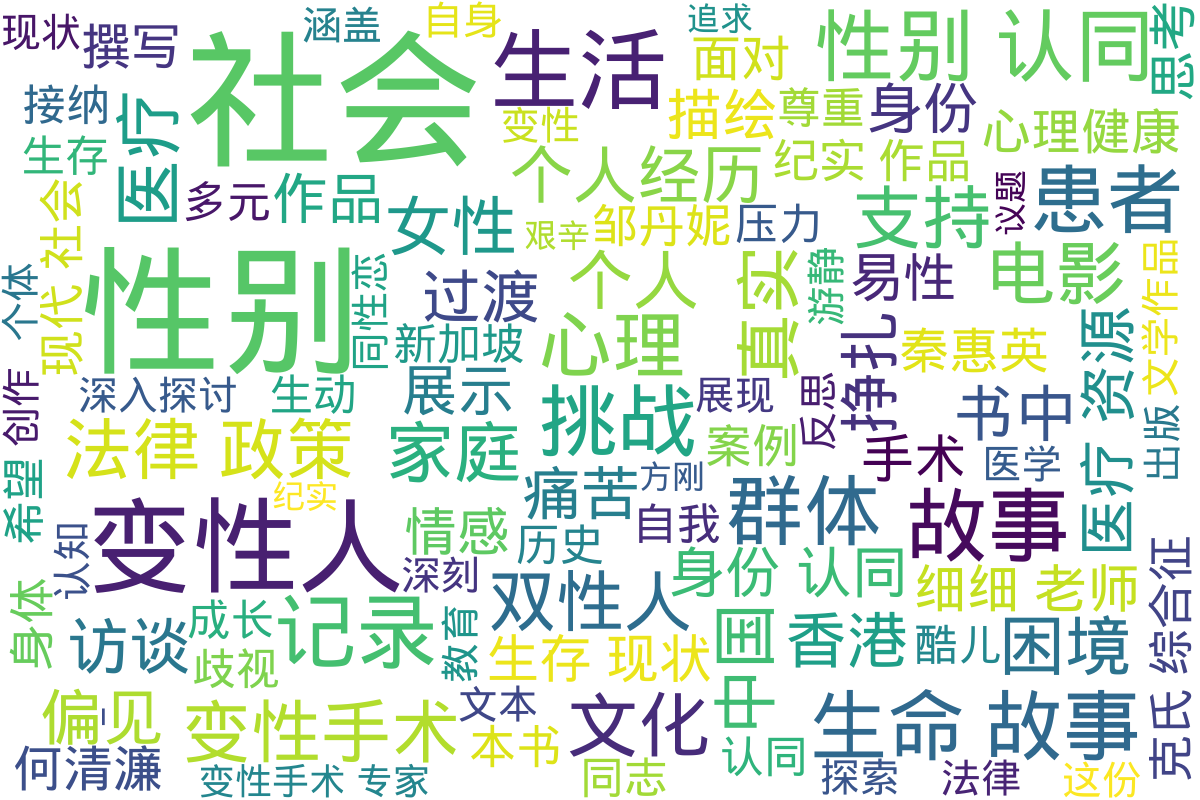 现状
撰写
涵盖
自身
追求
社会
生活
面对
性别 认同
思考
接纳
医疗
变性
描绘
尊重
身份
心理健康
生存
个人经历
纪实 作品
患者
多元
作品
女性
艰辛
邹丹妮
压力
支持
议题
现代 社会
个体
性别
同性恋
过渡
个人
真实
游静
易性
电影
文学作品
新加坡
心理
挣扎
秦惠英
医疗 资源
创作
深入探讨
生动
展示
挑战
展现
反思
书中
出版
法律 政策
家庭
案例
手术
医学
希望
纪实
痛苦
方刚
群体
故事
变性人
情感
历史
自我
认知
深刻
身份 认同
细细 老师
综合征
身体
访谈
成长
记录
教育
双性人
生存 现状
中国
香港
酷儿
困境
歧视
偏见
变性手术
文本
本书
文化
认同
生命 故事
克氏
何清濂
变性手术 专家
同志
探索
法律
这份